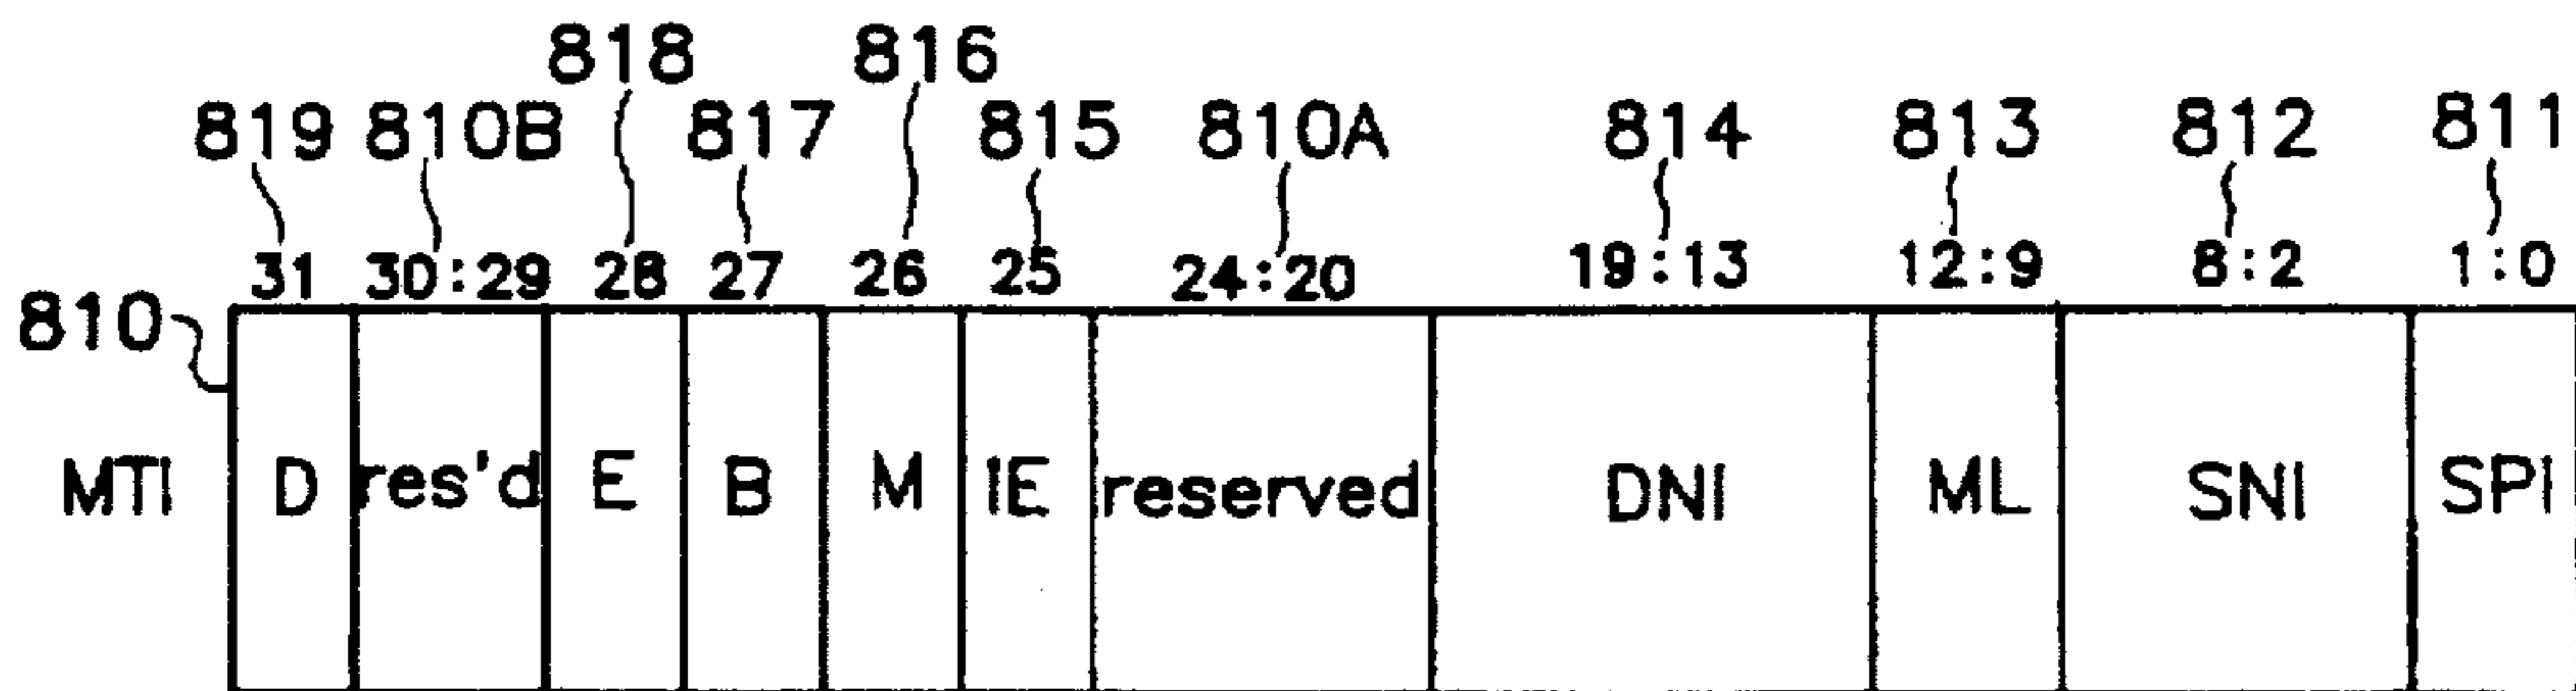 818 816
819 810B 817 815 810A 814 813 812 811
31 30:29 28 27 26 25 24:20 19:13 12:9 8:2 1:0
810
MTI D res'd E B M IE reserved DNI ML SNI SPI